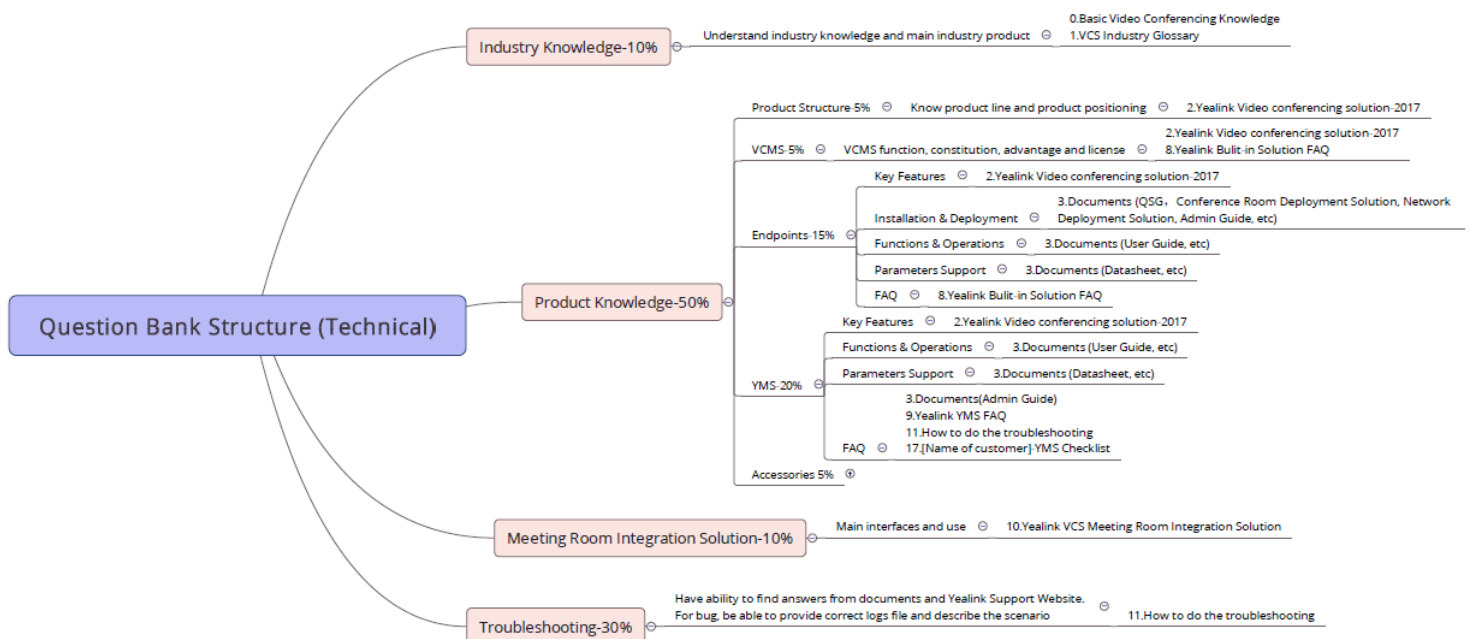 Question Bank Structure (Technical)
Industry Knowledge-10%
Understand industry knowledge and main industry product
0.Basic Video Conferencing Knowledge
1.VCS Industry Glossary
Product Knowledge-50%
Product Structure-5%
Know product line and product positioning
2.Yealink Video conferencing solution-2017
VCMS-5%
VCMS function, constitution, advantage and license
2.Yealink Video conferencing solution-2017
8.Yealink Bulit-in Solution FAQ
Endpoints-15%
Key Features
2.Yealink Video conferencing solution-2017
Installation & Deployment
3.Documents (QSG，Conference Room Deployment Solution, Network
Deployment Solution, Admin Guide, etc)
Functions & Operations
3.Documents (User Guide, etc)
Parameters Support
3.Documents (Datasheet, etc)
FAQ
8.Yealink Bulit-in Solution FAQ
YMS-20%
Key Features
2.Yealink Video conferencing solution-2017
Functions & Operations
3.Documents (User Guide, etc)
Parameters Support
3.Documents (Datasheet, etc)
FAQ
3.Documents(Admin Guide)
9.Yealink YMS FAQ
11.How to do the troubleshooting
17.[Name of customer]-YMS Checklist
Accessories 5%
Meeting Room Integration Solution-10%
Main interfaces and use
10.Yealink VCS Meeting Room Integration Solution
Troubleshooting-30%
Have ability to find answers from documents and Yealink Support Website.
For bug, be able to provide correct logs file and describe the scenario
11.How to do the troubleshooting